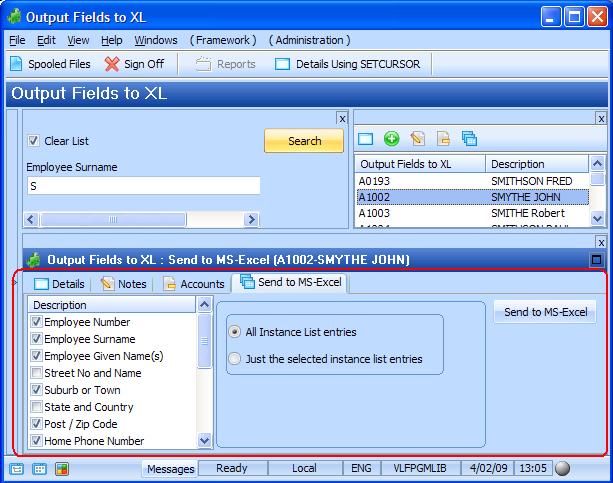 Output Fields to XL
File Edit View Help Windows ( Framework ) ( Administration )
Spooled Files Sign Off Reports Details Using SETCURSOR
Output Fields to XL
Clear List Search
Employee Surname
S
Output Fields to XL Description
A0193 SMITHSON FRED
A1002 SMYTHE JOHN
A1003 SMITHE Robert
Output Fields to XL : Send to MS-Excel (A1002-SMYTHE JOHN)
Details Notes Accounts Send to MS-Excel
Description
Employee Number
Employee Surname
Employee Given Name(s)
Street No and Name
Suburb or Town
State and Country
Post / Zip Code
Home Phone Number
All Instance List entries
Just the selected instance list entries
Send to MS-Excel
Messages Ready Local ENG VLFPGMLIB 4/02/09 13:05